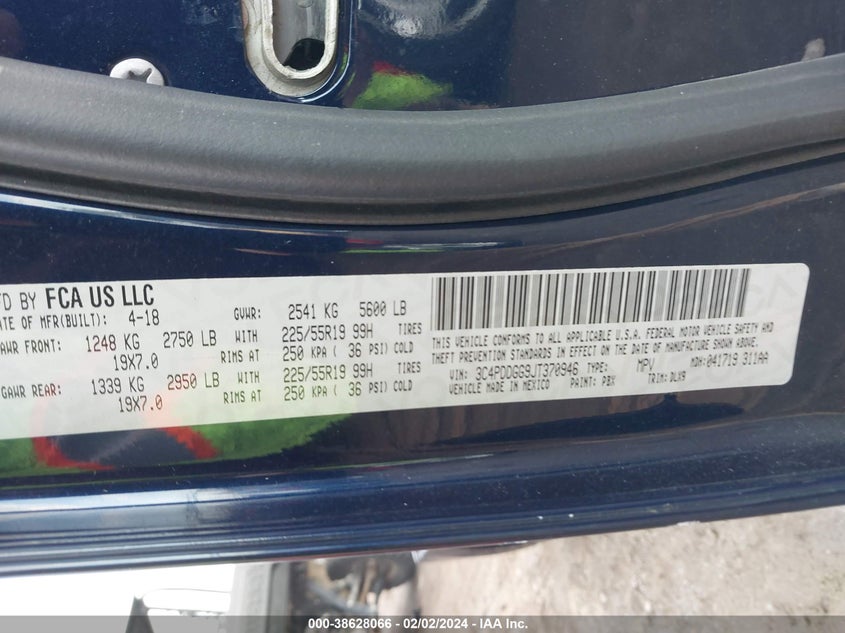 FD BY FCA US LLC
ATE OF MFR(BUILT): 4-18 GVWR: 2541 KG 5600 LB
AWR FRONT: 1248 KG 2750 LB WITH 225/55R19 99H TIRES
19X7.0 RIMS AT 250 KPA ( 36 PSI) COLD
GAWR REAR: 1339 KG 2950 LB WITH 225/55R19 99H TIRES
19X7.0 RIMS AT 250 KPA ( 36 PSI) COLD
THIS VEHICLE CONFORMS TO ALL APPLICABLE U.S.A. FEDERAL MOTOR VEHICLE SAFETY AND
THEFT PREVENTION STANDARDS IN EFFECT ON THE DATE OF MANUFACTURE SHOWN ABOVE.
VIN: 3C4PDDGG9JT370946 TYPE: MPV MDH: 041719 311AA
VEHICLE MADE IN MEXICO PAINT: PBX TRIM: DLX9
000-38628066 - 02/02/2024 - IAA Inc.